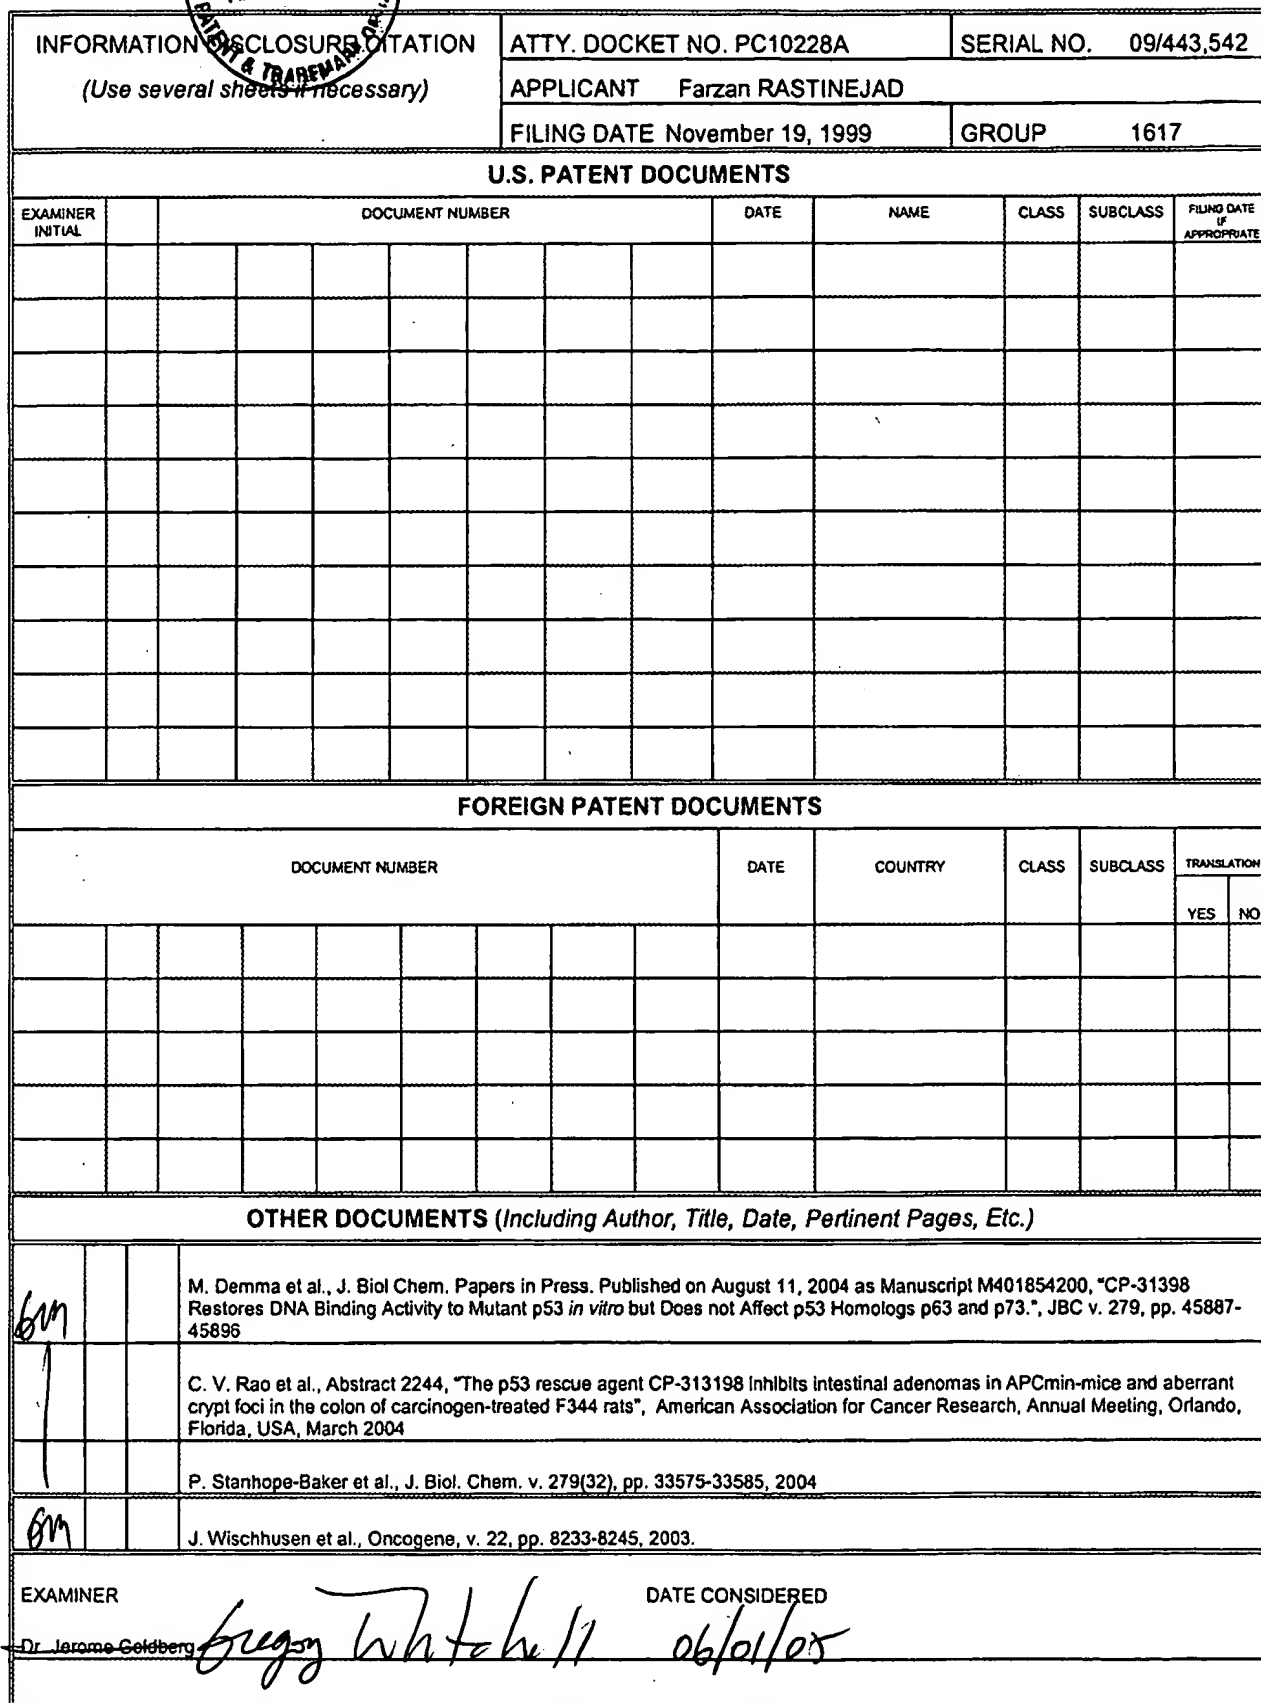 PATENT & TRADEMARK
INFORMATION DISCLOSURE CITATION
(Use several sheets if necessary)
ATTY. DOCKET NO. PC10228A
SERIAL NO. 09/443,542
APPLICANT Farzan RASTINEJAD
FILING DATE November 19, 1999
GROUP 1617
U.S. PATENT DOCUMENTS
EXAMINER
INITIAL
DOCUMENT NUMBER
DATE
NAME
CLASS
SUBCLASS
FILING DATE
IF
APPROPRIATE
FOREIGN PATENT DOCUMENTS
DOCUMENT NUMBER
DATE
COUNTRY
CLASS
SUBCLASS
TRANSLATION
YES
NO
OTHER DOCUMENTS (Including Author, Title, Date, Pertinent Pages, Etc.)
GM
M. Demma et al., J. Biol Chem. Papers in Press. Published on August 11, 2004 as Manuscript M401854200, "CP-31398
Restores DNA Binding Activity to Mutant p53 in vitro but Does not Affect p53 Homologs p63 and p73.", JBC v. 279, pp. 45887-
45896
C. V. Rao et al., Abstract 2244, "The p53 rescue agent CP-313198 Inhibits intestinal adenomas in APCmin-mice and aberrant
crypt foci in the colon of carcinogen-treated F344 rats", American Association for Cancer Research, Annual Meeting, Orlando,
Florida, USA, March 2004
P. Stanhope-Baker et al., J. Biol. Chem. v. 279(32), pp. 33575-33585, 2004
GM
J. Wischhusen et al., Oncogene, v. 22, pp. 8233-8245, 2003.
EXAMINER
DATE CONSIDERED
Dr. Jerome Goldberg
06/01/05